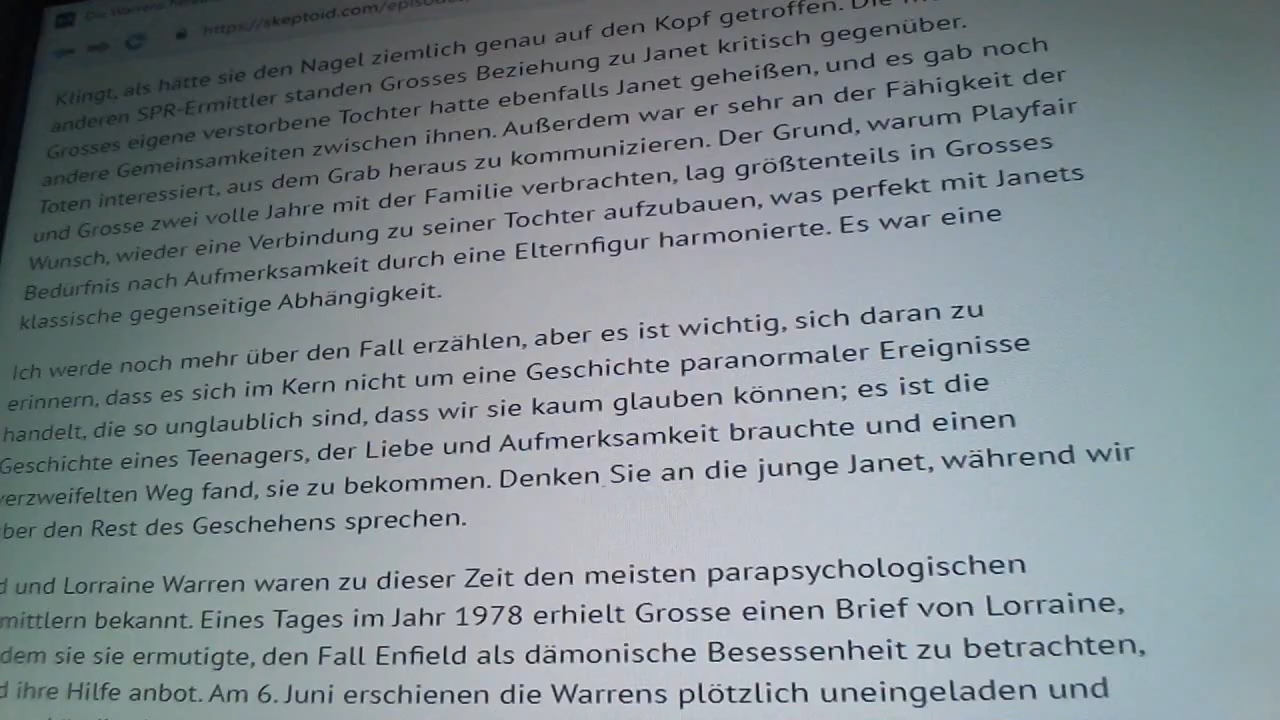 https://skeptoid.com/episodes
Klingt, als hätte sie den Nagel ziemlich genau auf den Kopf getroffen. Die
anderen SPR-Ermittler standen Grosses Beziehung zu Janet kritisch gegenüber.
Grosses eigene verstorbene Tochter hatte ebenfalls Janet geheißen, und es gab noch
andere Gemeinsamkeiten zwischen ihnen. Außerdem war er sehr an der Fähigkeit der
Toten interessiert, aus dem Grab heraus zu kommunizieren. Der Grund, warum Playfair
und Grosse zwei volle Jahre mit der Familie verbrachten, lag größtenteils in Grosses
Wunsch, wieder eine Verbindung zu seiner Tochter aufzubauen, was perfekt mit Janets
Bedürfnis nach Aufmerksamkeit durch eine Elternfigur harmonierte. Es war eine
klassische gegenseitige Abhängigkeit.
Ich werde noch mehr über den Fall erzählen, aber es ist wichtig, sich daran zu
erinnern, dass es sich im Kern nicht um eine Geschichte paranormaler Ereignisse
handelt, die so unglaublich sind, dass wir sie kaum glauben können; es ist die
Geschichte eines Teenagers, der Liebe und Aufmerksamkeit brauchte und einen
verzweifelten Weg fand, sie zu bekommen. Denken Sie an die junge Janet, während wir
ber den Rest des Geschehens sprechen.
d und Lorraine Warren waren zu dieser Zeit den meisten parapsychologischen
mittlern bekannt. Eines Tages im Jahr 1978 erhielt Grosse einen Brief von Lorraine,
dem sie sie ermutigte, den Fall Enfield als dämonische Besessenheit zu betrachten,
d ihre Hilfe anbot. Am 6. Juni erschienen die Warrens plötzlich uneingeladen und